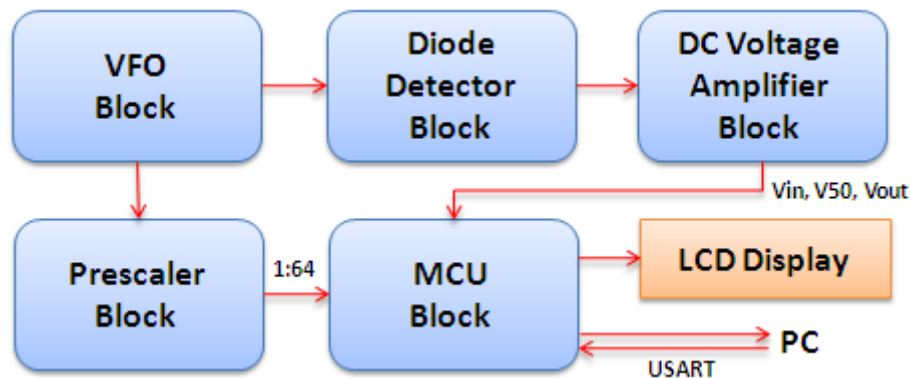 VFO
Block
Diode
Detector
Block
DC Voltage
Amplifier
Block
Vin, V50, Vout
Prescaler
Block
1:64
MCU
Block
LCD Display
PC
USART